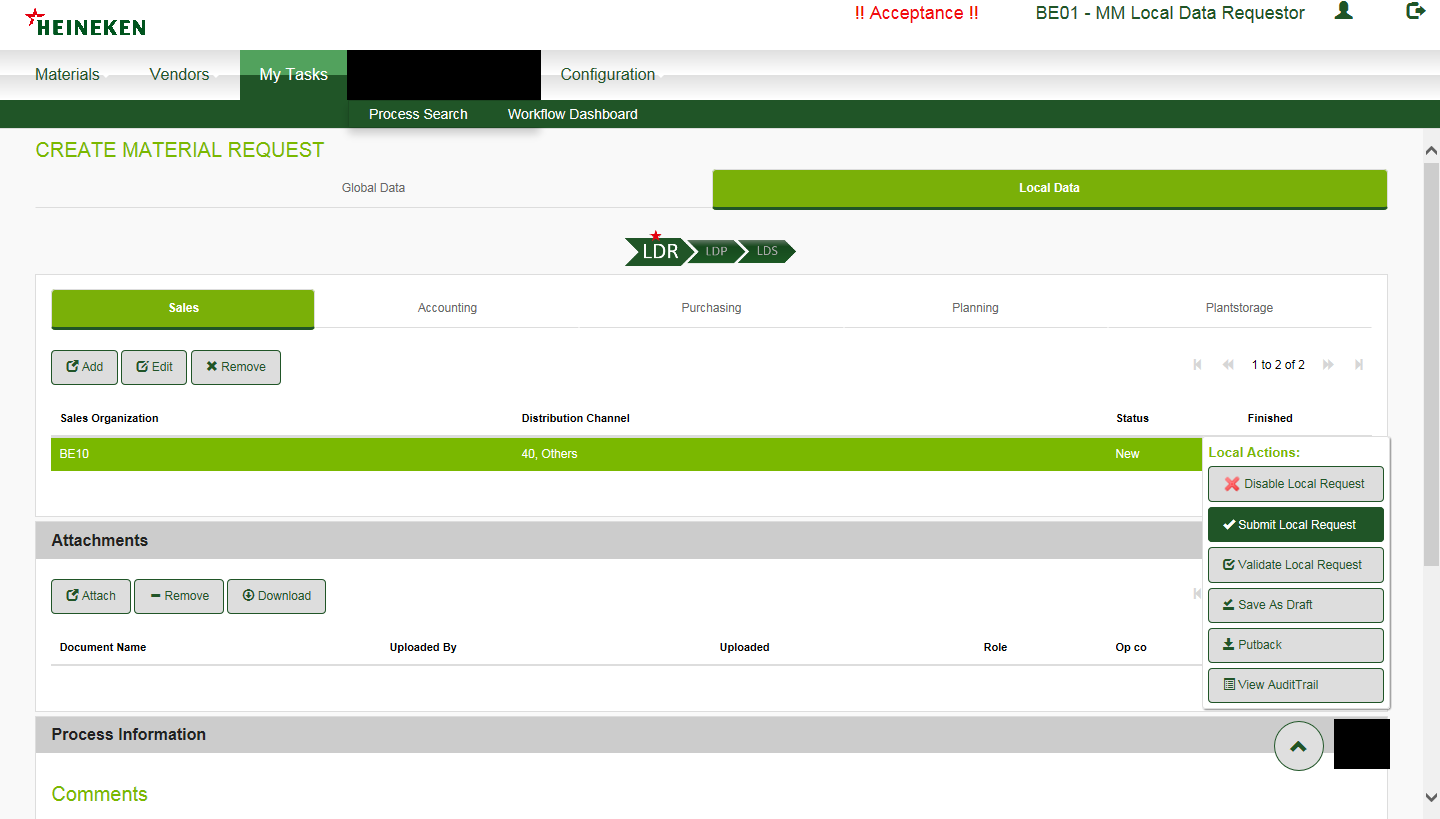 HEINEKEN
!! Acceptance !!
BE01 - MM Local Data Requestor
Materials
Vendors
My Tasks
Configuration
Process Search
Workflow Dashboard
CREATE MATERIAL REQUEST
Global Data
Local Data
LDR
LDP
LDS
Sales
Accounting
Purchasing
Planning
Plantstorage
Add
Edit
Remove
1 to 2 of 2
Sales Organization
Distribution Channel
Status
Finished
BE10
40, Others
New
Local Actions:
Disable Local Request
Submit Local Request
Validate Local Request
Save As Draft
Putback
View AuditTrail
Attachments
Attach
Remove
Download
Document Name
Uploaded By
Uploaded
Role
Op co
Process Information
Comments